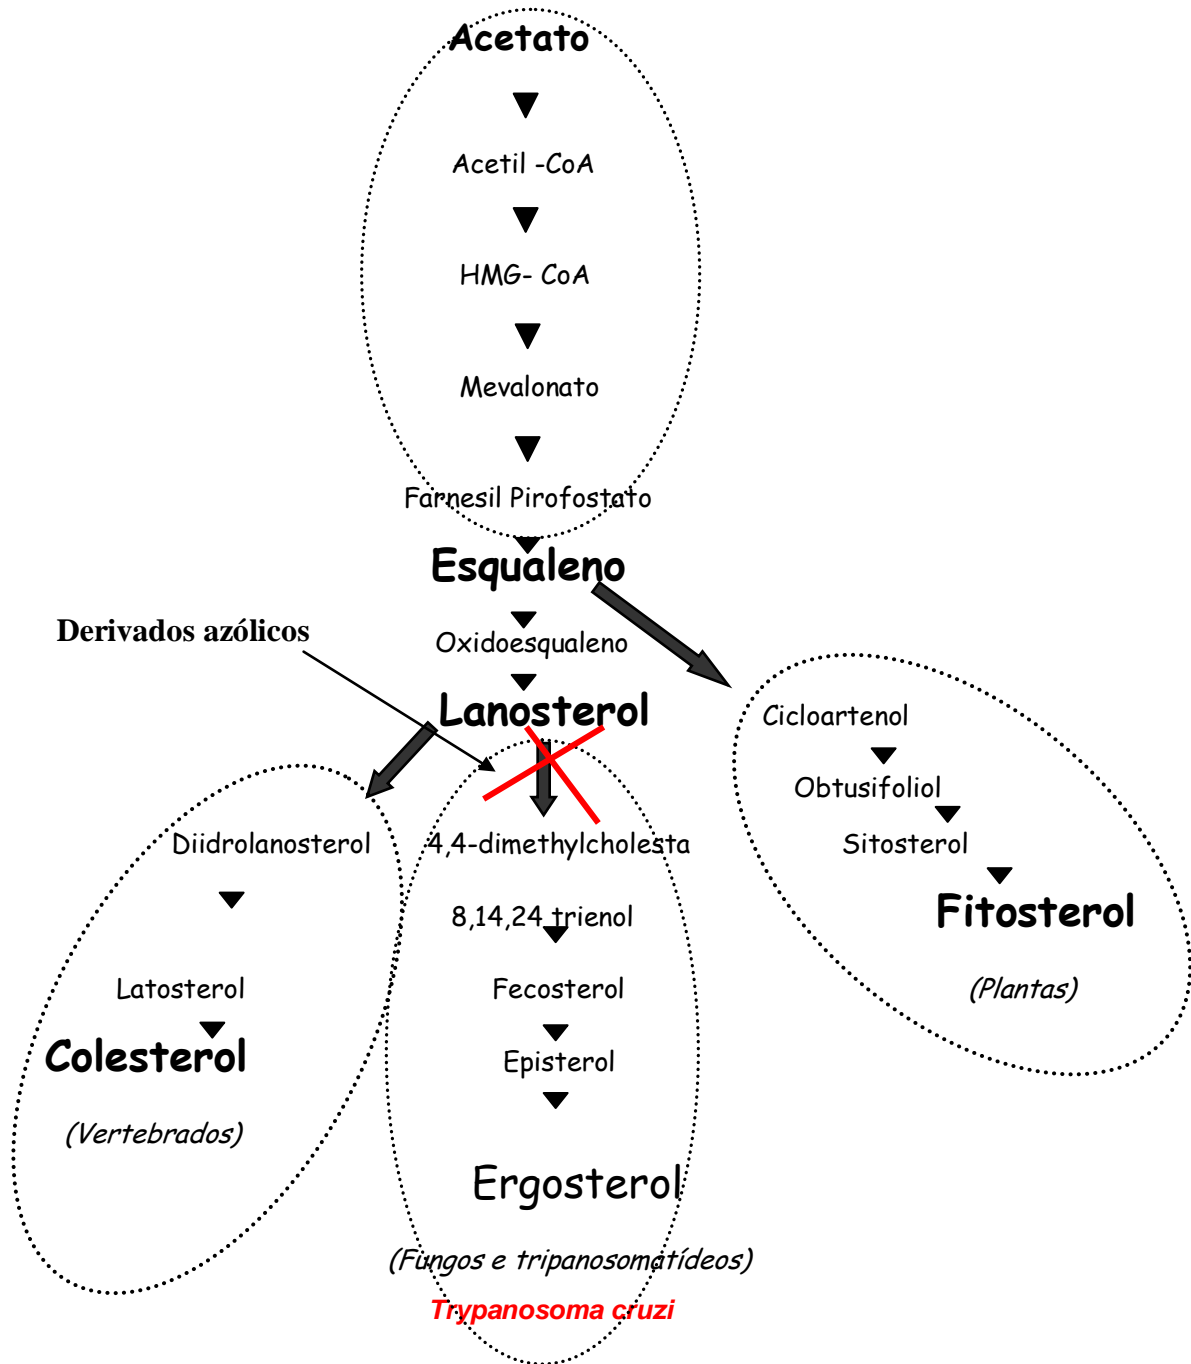 Acetato
Acetil -CoA
HMG- CoA
Mevalonato
Farnesil Pirofostato
Esqualeno
Derivados azólicos
Oxidoesqualeno
Lanosterol
Cicloartenol
Obtusifoliol
Sitosterol
Fitosterol
(Plantas)
Diidrolanosterol
Latosterol
Colesterol
(Vertebrados)
4,4-dimethylcholesta
8,14,24 trienol
Fecosterol
Episterol
Ergosterol
(Fungos e tripanosomatídeos)
Trypanosoma cruzi